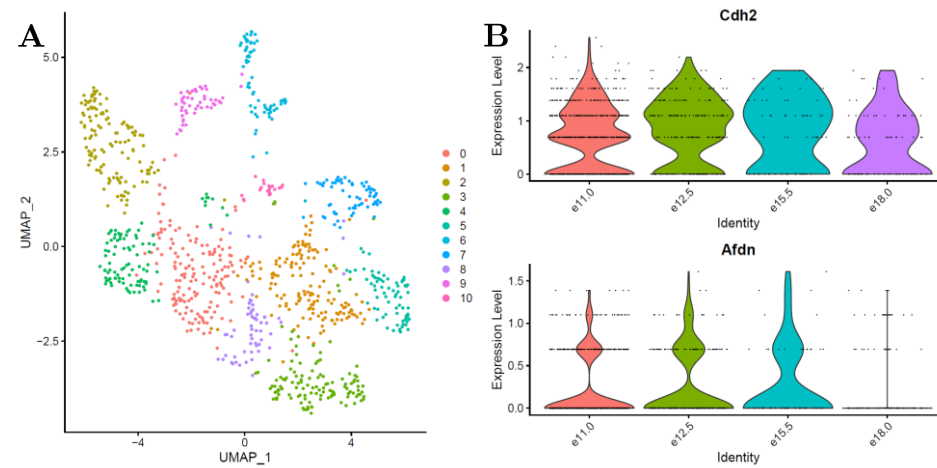 A
UMAP_2
5.0
2.5
0.0
−2.5
−4
0
4
UMAP_1
0
1
2
3
4
5
6
7
8
9
10
B
Cdh2
Expression Level
2
1
0
e11.0
e12.5
e15.5
e18.0
Identity
Afdn
Expression Level
1.5
1.0
0.5
0.0
e11.0
e12.5
e15.5
e18.0
Identity